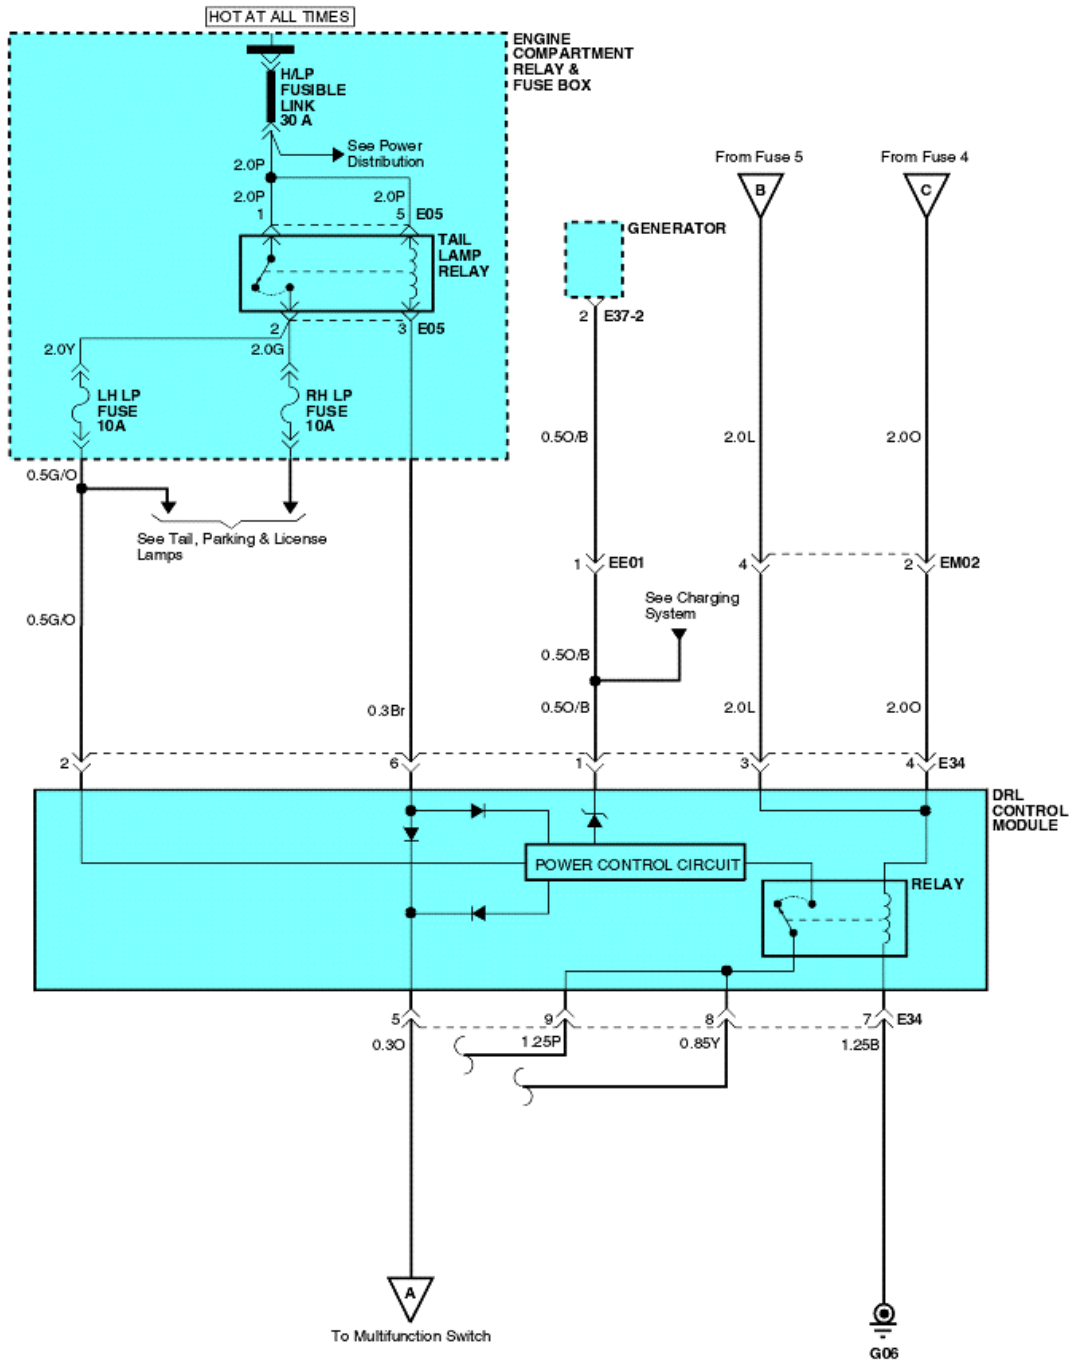 HOT AT ALL TIMES
ENGINE
COMPARTMENT
RELAY &
FUSE BOX
H/LP
FUSIBLE
LINK
30 A
See Power
Distribution
2.0P
2.0P
2.0P
1
5
E05
TAIL
LAMP
RELAY
2
3
E05
2.0Y
2.0G
LH LP
FUSE
10A
RH LP
FUSE
10A
From Fuse 5
From Fuse 4
B
C
GENERATOR
2
E37-2
0.5O/B
2.0L
2.0O
0.5G/O
See Tail, Parking & License
Lamps
1
EE01
4
2
EM02
See Charging
System
0.5G/O
0.5O/B
0.3Br
0.5O/B
2.0L
2.0O
2
6
1
3
4
E34
DRL
CONTROL
MODULE
POWER CONTROL CIRCUIT
RELAY
5
9
8
7
E34
0.3O
1.25P
0.85Y
1.25B
A
To Multifunction Switch
G06